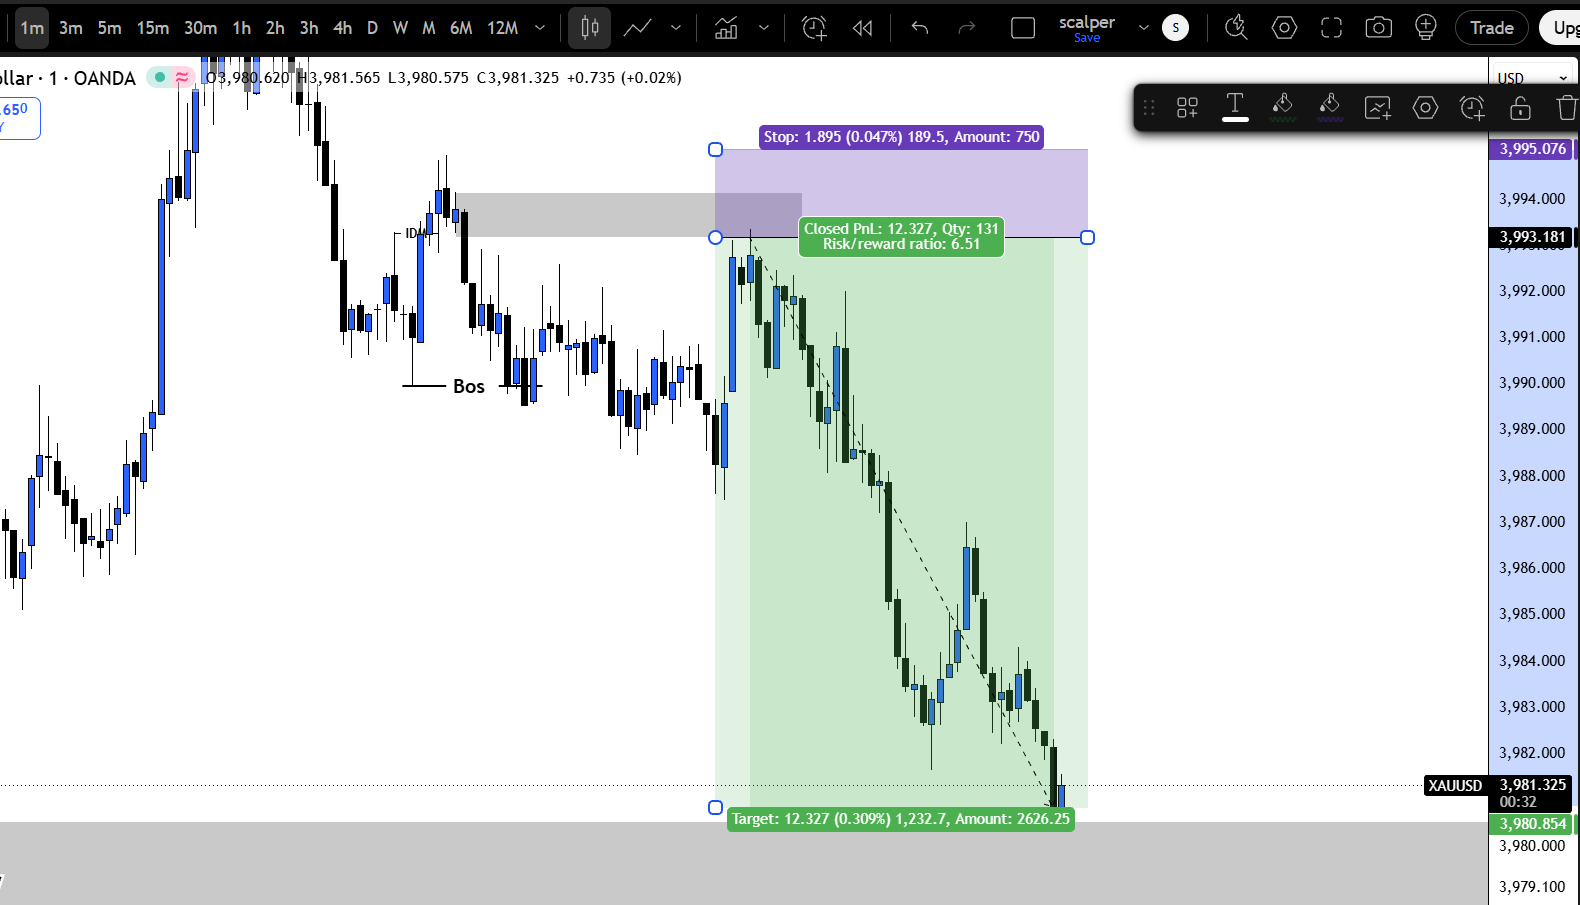 1m 3m 5m 15m 30m 1h 2h 3h 4h D W M 6M 12M scalper Save S Trade Upg
ollar · 1 · OANDA O3,980.620 H3,981.565 L3,980.575 C3,981.325 +0.735 (+0.02%)
USD
.650
Y
T
Stop: 1.895 (0.047%) 189.5, Amount: 750
3,995.076
3,994.000
Closed PnL: 12.327, Qty: 131
Risk/reward ratio: 6.51
IDM
3,993.181
3,992.000
3,991.000
Bos
3,990.000
3,989.000
3,988.000
3,987.000
3,986.000
3,985.000
3,984.000
3,983.000
3,982.000
XAUUSD 3,981.325
00:32
Target: 12.327 (0.309%) 1,232.7, Amount: 2626.25
3,980.854
3,980.000
3,979.100